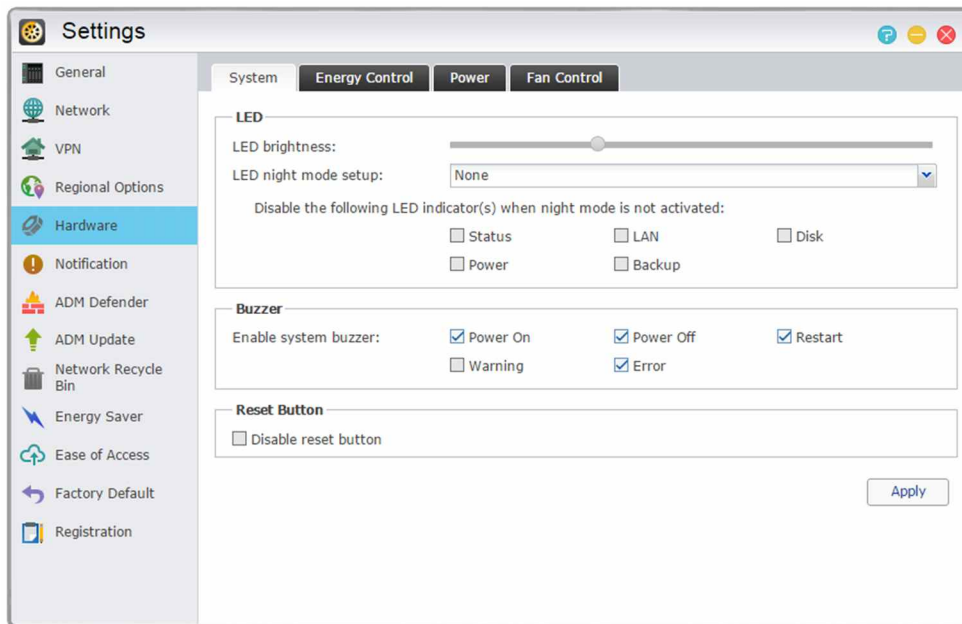 Settings
General
Network
VPN
Regional Options
Hardware
Notification
ADM Defender
ADM Update
Network Recycle
Bin
Energy Saver
Ease of Access
Factory Default
Registration
System Energy Control Power Fan Control
LED
LED brightness:
LED night mode setup: None
Disable the following LED indicator(s) when night mode is not activated:
Status LAN Disk
Power Backup
Buzzer
Enable system buzzer: Power On Power Off Restart
Warning Error
Reset Button
Disable reset button
Apply